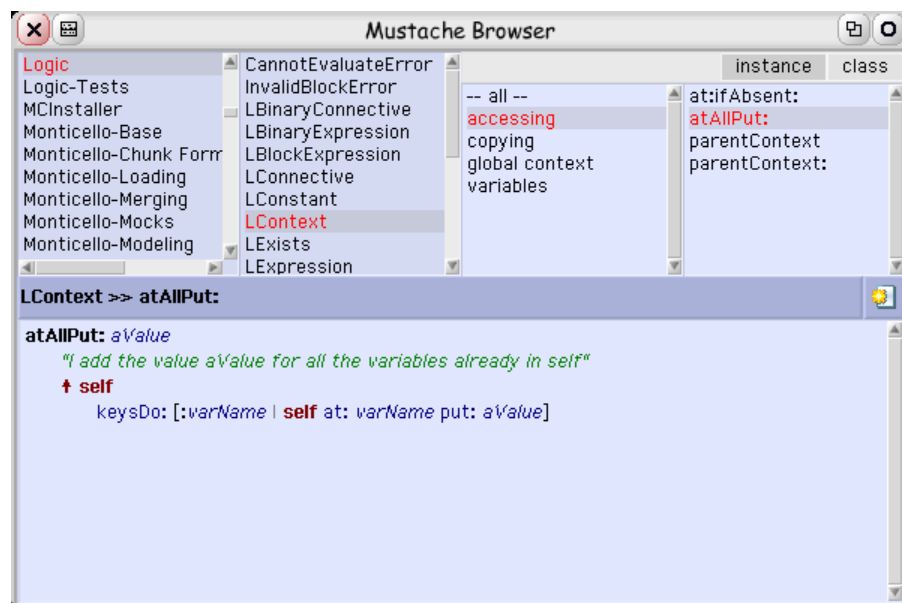 Mustache Browser
Logic
Logic-Tests
MCInstaller
Monticello-Base
Monticello-Chunk Form
Monticello-Loading
Monticello-Merging
Monticello-Mocks
Monticello-Modeling
CannotEvaluateError
InvalidBlockError
LBinaryConnective
LBinaryExpression
LBlockExpression
LConnective
LConstant
LContext
LExists
LExpression
instance class
-- all --
accessing
copying
global context
variables
at:ifAbsent:
atAllPut:
parentContext
parentContext:
LContext >> atAllPut:
atAllPut: aValue
"I add the value aValue for all the variables already in self"
↑ self
keysDo: [:varName | self at: varName put: aValue]